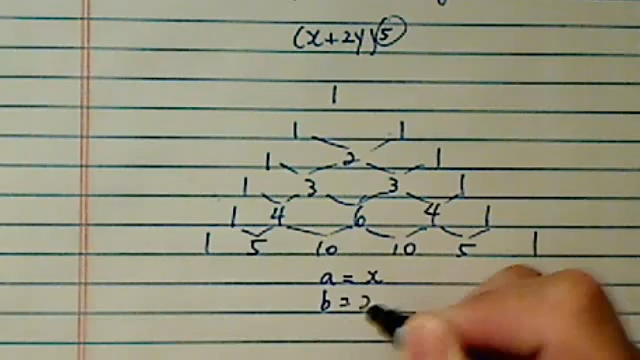 (x+2y)⁵
1
1 1
1 2 1
1 3 3 1
1 4 6 4 1
1 5 10 10 5 1
a = x
b = 2